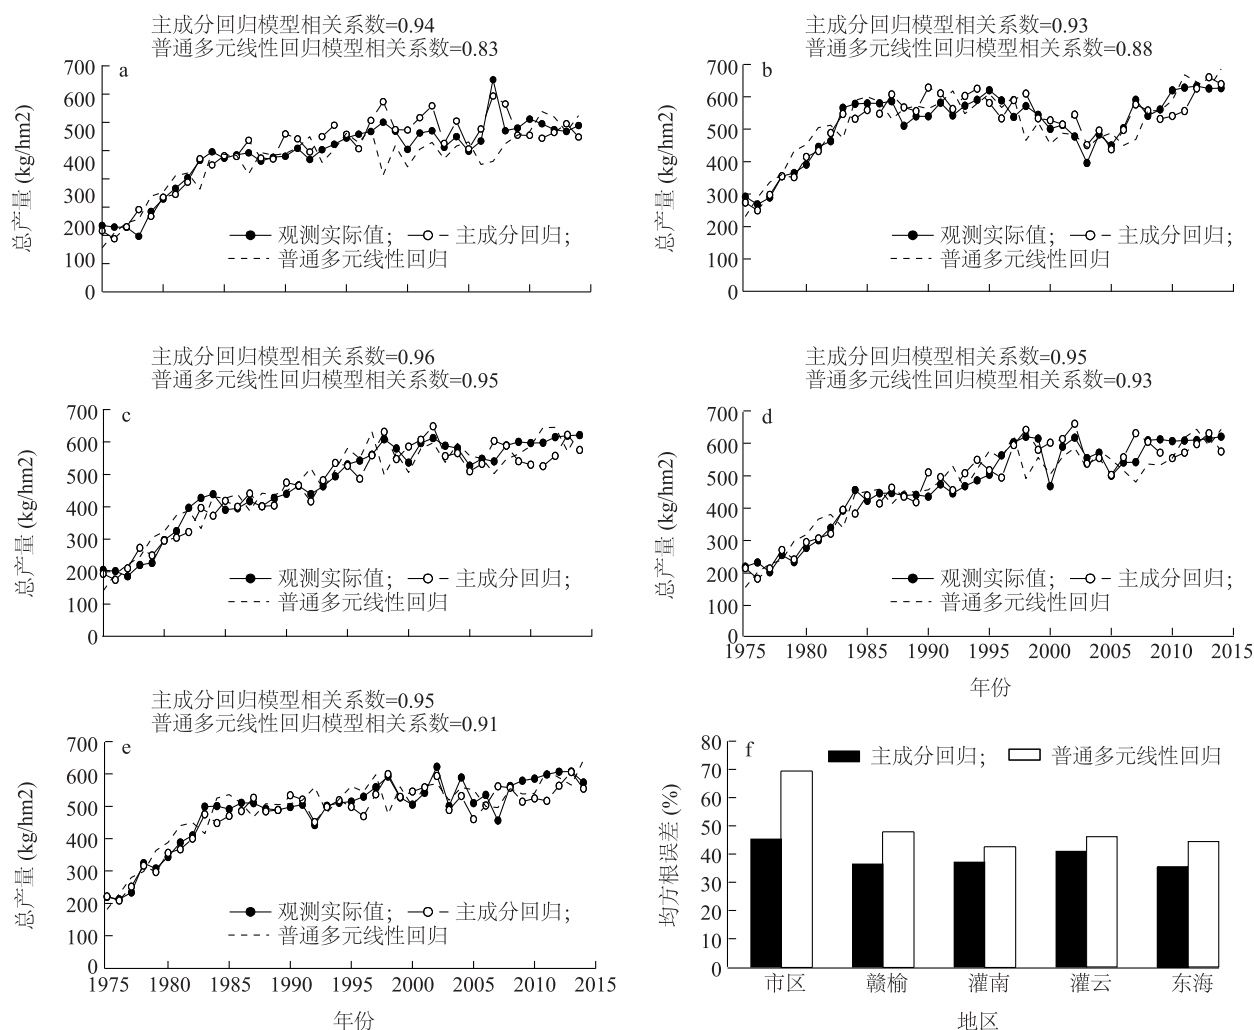 主成分回归模型相关系数=0.94
普通多元线性回归模型相关系数=0.83
a
700
600
500
400
300
200
100
0
总产量 (kg/hm2)
观测实际值; 主成分回归;
普通多元线性回归
主成分回归模型相关系数=0.93
普通多元线性回归模型相关系数=0.88
b
700
600
500
400
300
200
100
0
总产量 (kg/hm2)
观测实际值; 主成分回归;
普通多元线性回归
主成分回归模型相关系数=0.96
普通多元线性回归模型相关系数=0.95
c
700
600
500
400
300
200
100
0
总产量 (kg/hm2)
观测实际值; 主成分回归;
普通多元线性回归
主成分回归模型相关系数=0.95
普通多元线性回归模型相关系数=0.93
d
700
600
500
400
300
200
100
0
总产量 (kg/hm2)
观测实际值; 主成分回归;
普通多元线性回归
1975 1980 1985 1990 1995 2000 2005 2010 2015
年份
主成分回归模型相关系数=0.95
普通多元线性回归模型相关系数=0.91
e
700
600
500
400
300
200
100
0
总产量 (kg/hm2)
观测实际值; 主成分回归;
普通多元线性回归
1975 1980 1985 1990 1995 2000 2005 2010 2015
年份
f
主成分回归; 普通多元线性回归
80
70
60
50
40
30
20
10
0
均方根误差 (%)
市区 赣榆 灌南 灌云 东海
地区